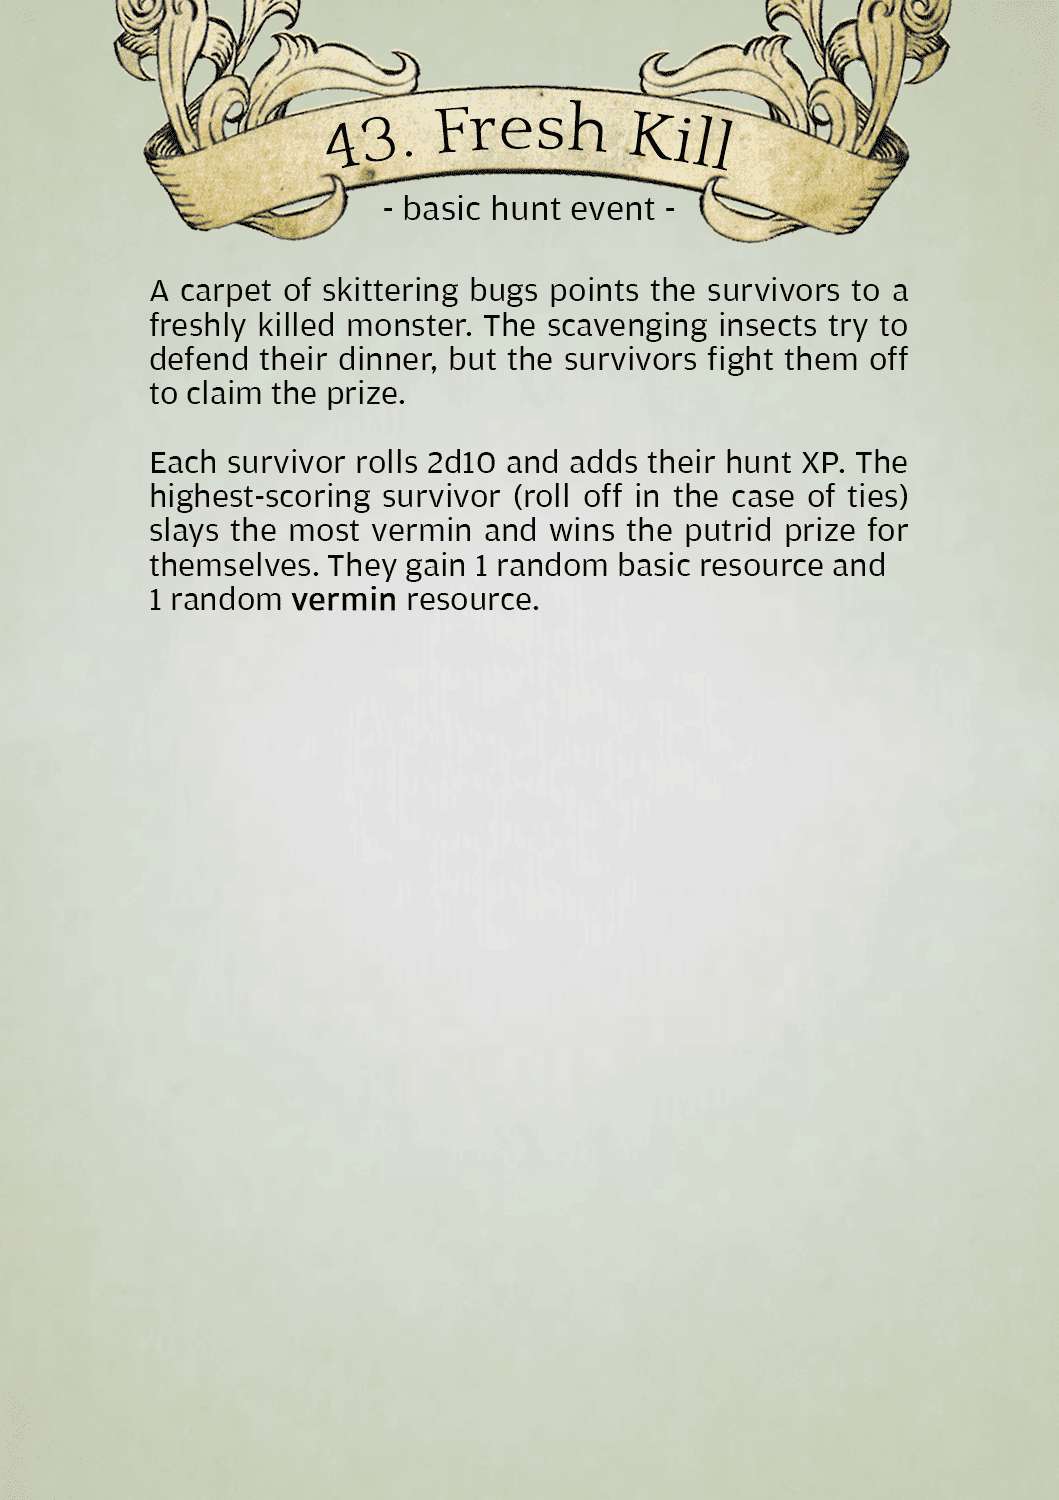 43. Fresh Kill
- basic hunt event -
A carpet of skittering bugs points the survivors to a
freshly killed monster. The scavenging insects try to
defend their dinner, but the survivors fight them off
to claim the prize.
Each survivor rolls 2d10 and adds their hunt XP. The
highest-scoring survivor (roll off in the case of ties)
slays the most vermin and wins the putrid prize for
themselves. They gain 1 random basic resource and
1 random vermin resource.